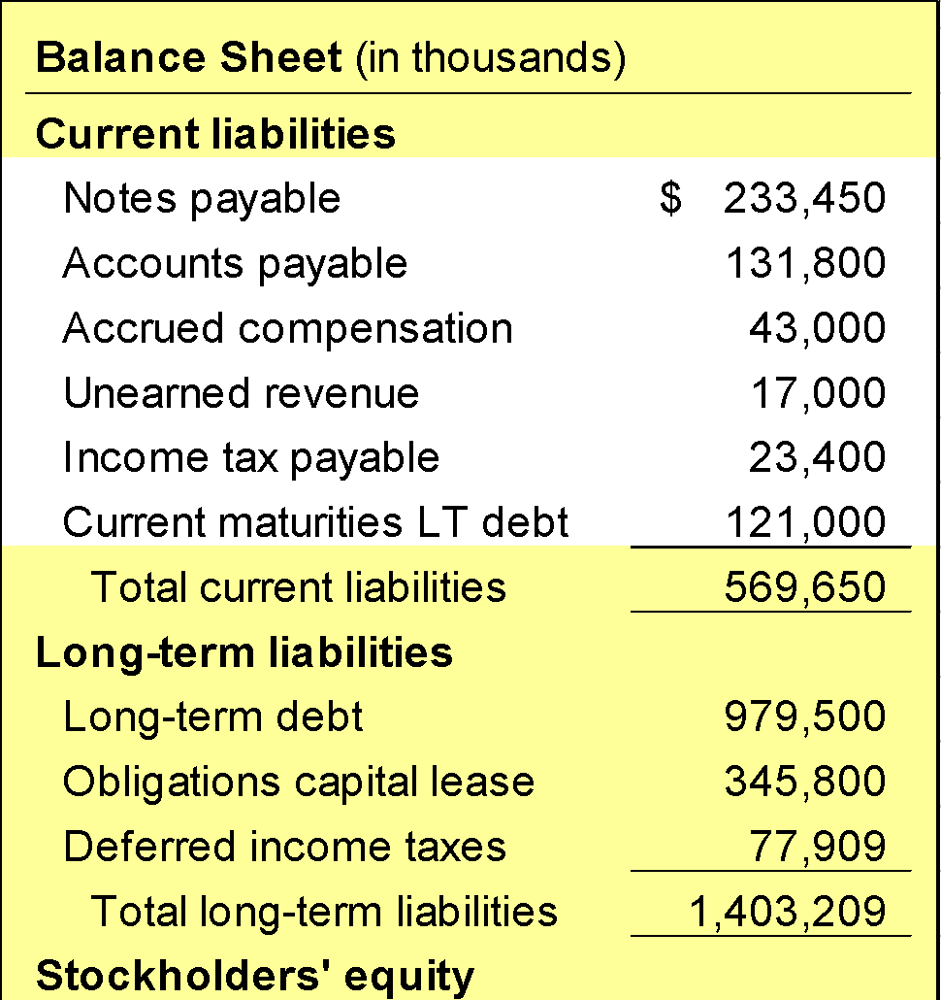 Balance Sheet (in thousands)
Current liabilities
Notes payable $ 233,450
Accounts payable 131,800
Accrued compensation 43,000
Unearned revenue 17,000
Income tax payable 23,400
Current maturities LT debt 121,000
Total current liabilities 569,650
Long-term liabilities
Long-term debt 979,500
Obligations capital lease 345,800
Deferred income taxes 77,909
Total long-term liabilities 1,403,209
Stockholders' equity